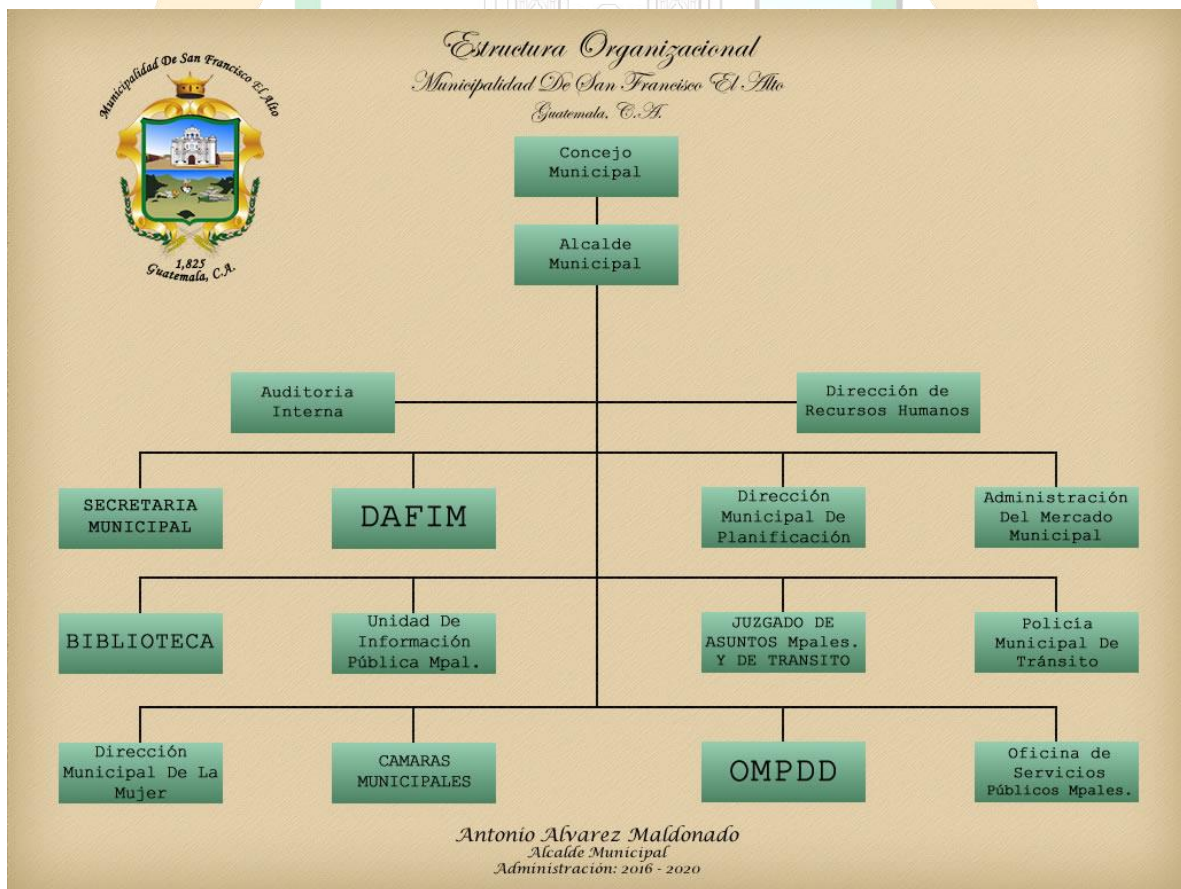 Estructura Organizacional
Municipalidad De San Francisco El Alto
Guatemala, C.A.
Municipalidad De San Francisco El Alto
1,825
Guatemala, C.A.
Concejo
Municipal
Alcalde
Municipal
Auditoria
Interna
Dirección de
Recursos Humanos
SECRETARIA
MUNICIPAL
DAFIM
Dirección
Municipal De
Planificación
Administración
Del Mercado
Municipal
BIBLIOTECA
Unidad De
Información
Pública Mpal.
JUZGADO DE
ASUNTOS Mpales.
Y DE TRANSITO
Policía
Municipal De
Tránsito
Dirección
Municipal De La
Mujer
CAMARAS
MUNICIPALES
OMPDD
Oficina de
Servicios
Públicos Mpales.
Antonio Alvarez Maldonado
Alcalde Municipal
Administración: 2016 - 2020